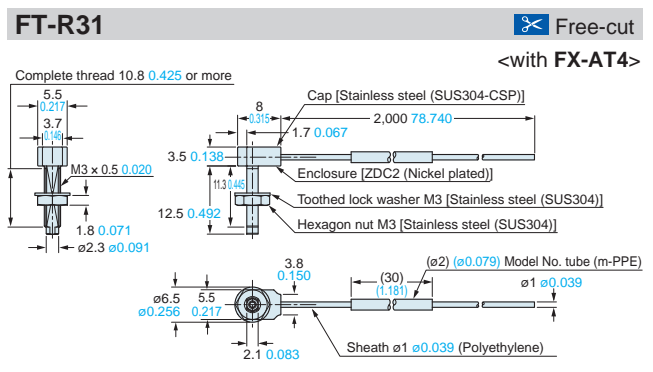 FT-R31
Free-cut
<with FX-AT4>
Complete thread 10.8 0.425 or more
5.5
0.217
3.7
0.146
M3 × 0.5 0.020
1.8 0.071
ø2.3 ø0.091
Cap [Stainless steel (SUS304-CSP)]
8
0.315
2,000 78.740
1.7 0.067
3.5 0.138
Enclosure [ZDC2 (Nickel plated)]
11.3 0.445
Toothed lock washer M3 [Stainless steel (SUS304)]
12.5 0.492
Hexagon nut M3 [Stainless steel (SUS304)]
3.8
0.150
(ø2) (ø0.079) Model No. tube (m-PPE)
(30)
(1.181)
ø1 ø0.039
ø6.5
ø0.256
5.5
0.217
2.1 0.083
Sheath ø1 ø0.039 (Polyethylene)